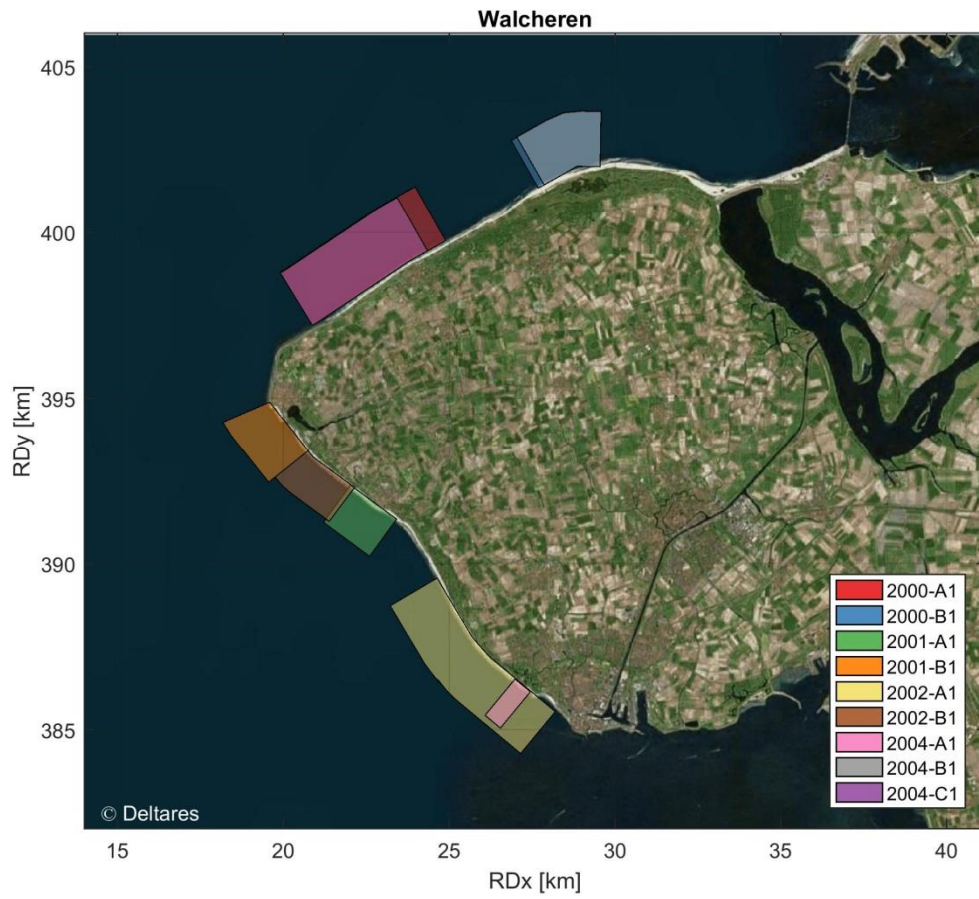 Walcheren
405
400
395
390
385
RDy [km]
15 20 25 30 35 40
RDx [km]
© Deltares
2000-A1
2000-B1
2001-A1
2001-B1
2002-A1
2002-B1
2004-A1
2004-B1
2004-C1